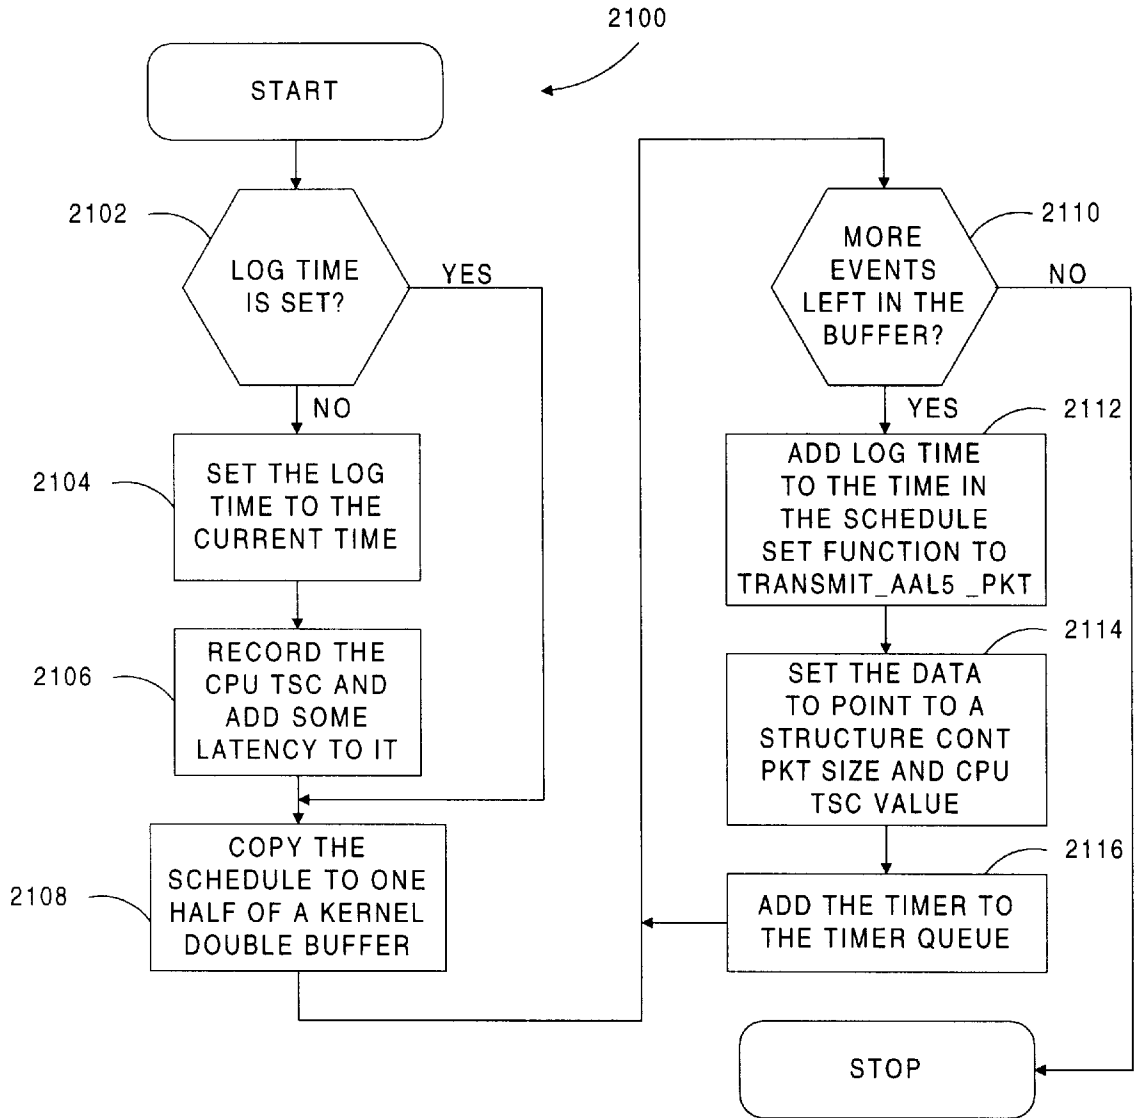 2100
START
2102
LOG TIME
IS SET?
YES
NO
2104
SET THE LOG
TIME TO THE
CURRENT TIME
2106
RECORD THE
CPU TSC AND
ADD SOME
LATENCY TO IT
2108
COPY THE
SCHEDULE TO ONE
HALF OF A KERNEL
DOUBLE BUFFER
2110
MORE
EVENTS
LEFT IN THE
BUFFER?
NO
YES
2112
ADD LOG TIME
TO THE TIME IN
THE SCHEDULE
SET FUNCTION TO
TRANSMIT_AAL5 _PKT
2114
SET THE DATA
TO POINT TO A
STRUCTURE CONT
PKT SIZE AND CPU
TSC VALUE
2116
ADD THE TIMER TO
THE TIMER QUEUE
STOP